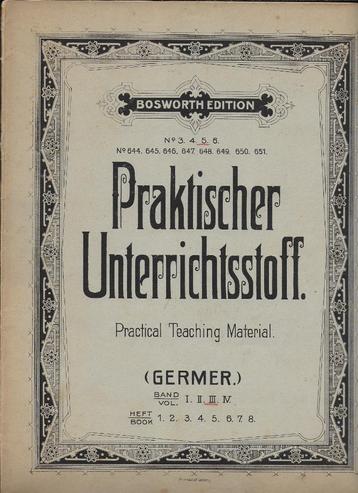 BOSWORTH EDITION
Nº 3. 4. 5. 6.
Nº 644. 645. 646. 647. 648. 649. 650. 651.
Praktischer
Unterrichtsstoff.
Practical Teaching Material.
(GERMER.)
BAND
VOL. I. II. III. IV.
HEFT
BOOK 1. 2. 3. 4. 5. 6. 7. 8.